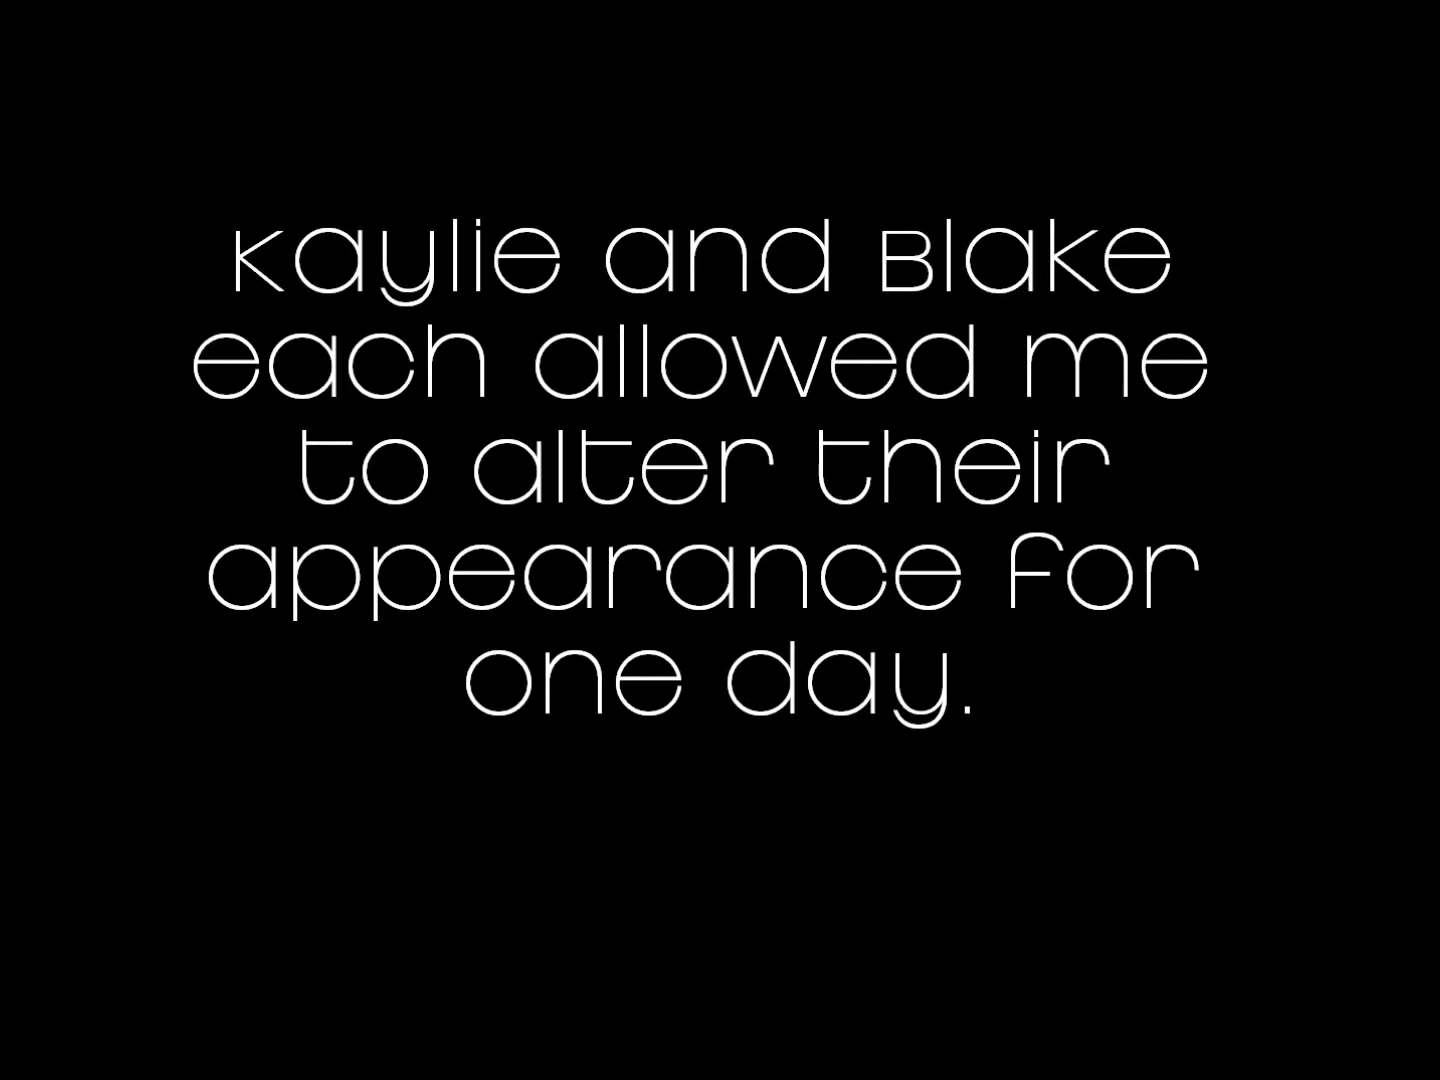 Kaylie and Blake
each allowed me
to alter their
appearance for
one day.